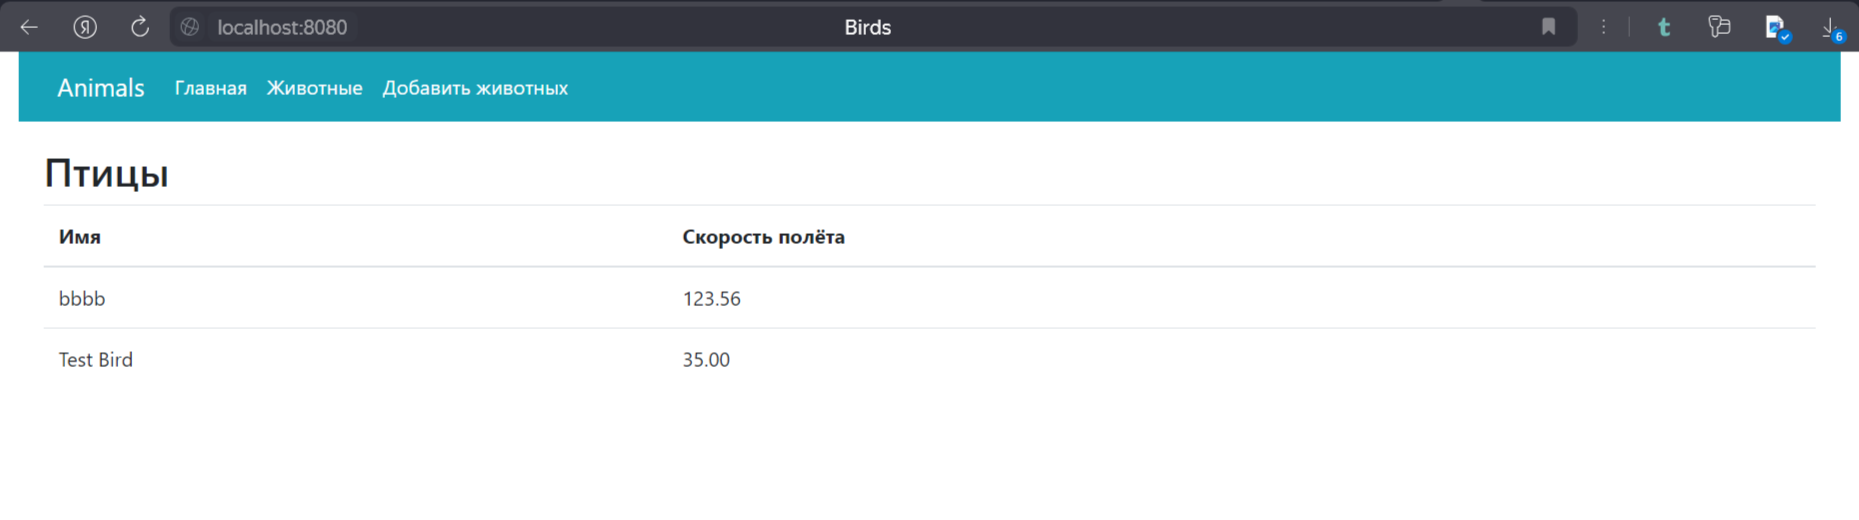 Я localhost:8080 Birds t 6
Animals Главная Животные Добавить животных
Птицы
Имя Скорость полёта
bbbb 123.56
Test Bird 35.00